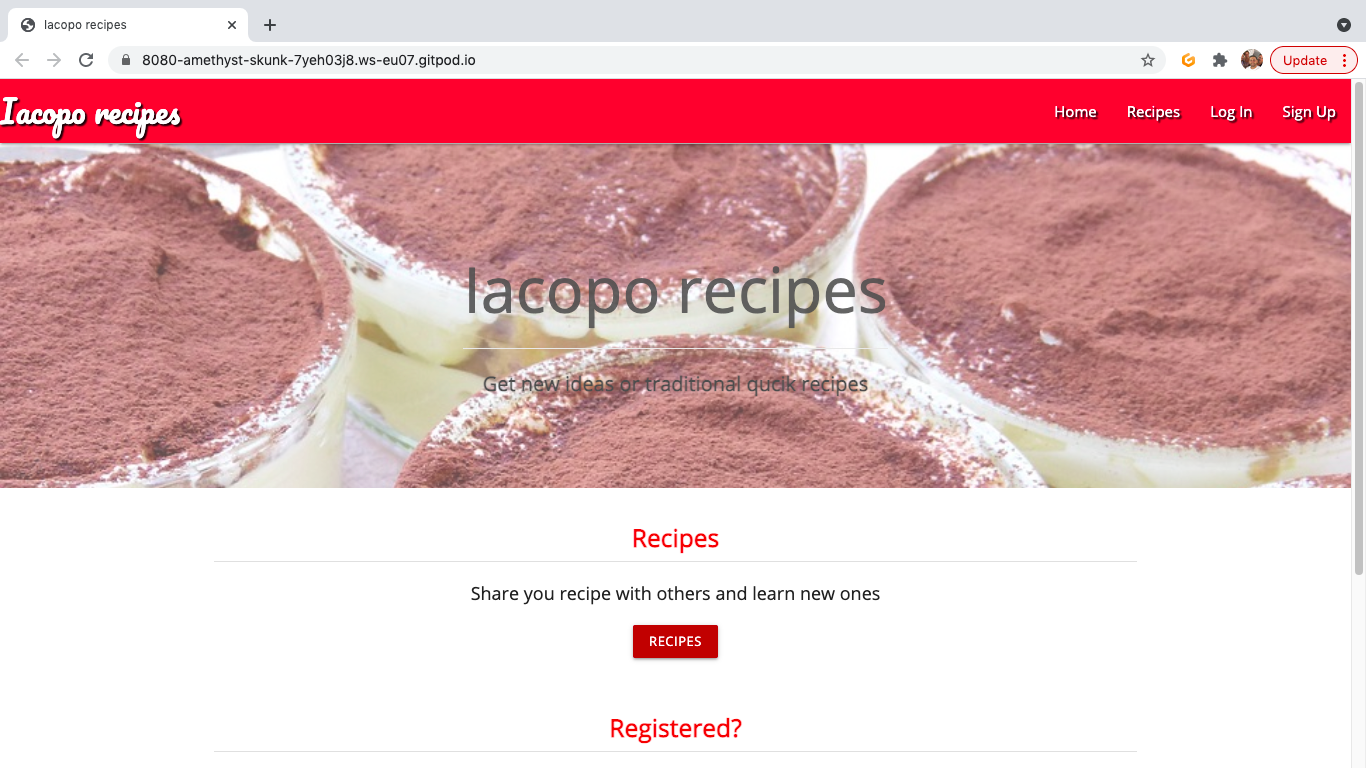 Iacopo recipes
8080-amethyst-skunk-7yeh03j8.ws-eu07.gitpod.io
Update
Iacopo recipes
Home
Recipes
Log In
Sign Up
Iacopo recipes
Get new ideas or traditional qucik recipes
Recipes
Share you recipe with others and learn new ones
RECIPES
Registered?